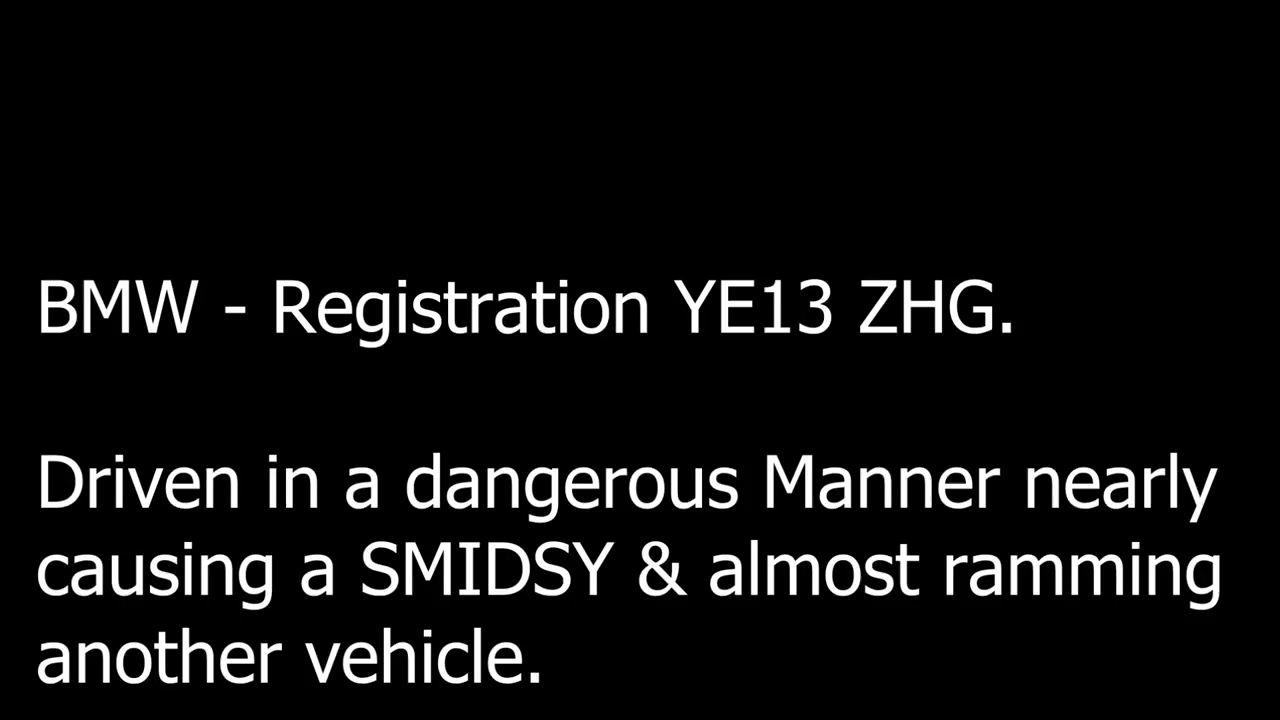 BMW - Registration YE13 ZHG.
Driven in a dangerous Manner nearly
causing a SMIDSY & almost ramming
another vehicle.